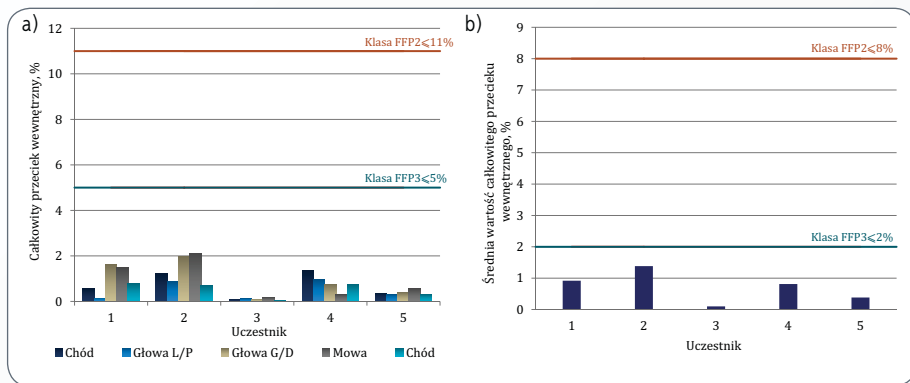 a)
Całkowity przeciek wewnętrzny, %
12
10
8
6
4
2
0
Klasa FFP2⩽11%
Klasa FFP3⩽5%
1 2 3 4 5
Uczestnik
Chód Głowa L/P Głowa G/D Mowa Chód
b)
Średnia wartość całkowitego przecieku
wewnętrznego, %
9
8
7
6
5
4
3
2
1
0
Klasa FFP2⩽8%
Klasa FFP3⩽2%
1 2 3 4 5
Uczestnik